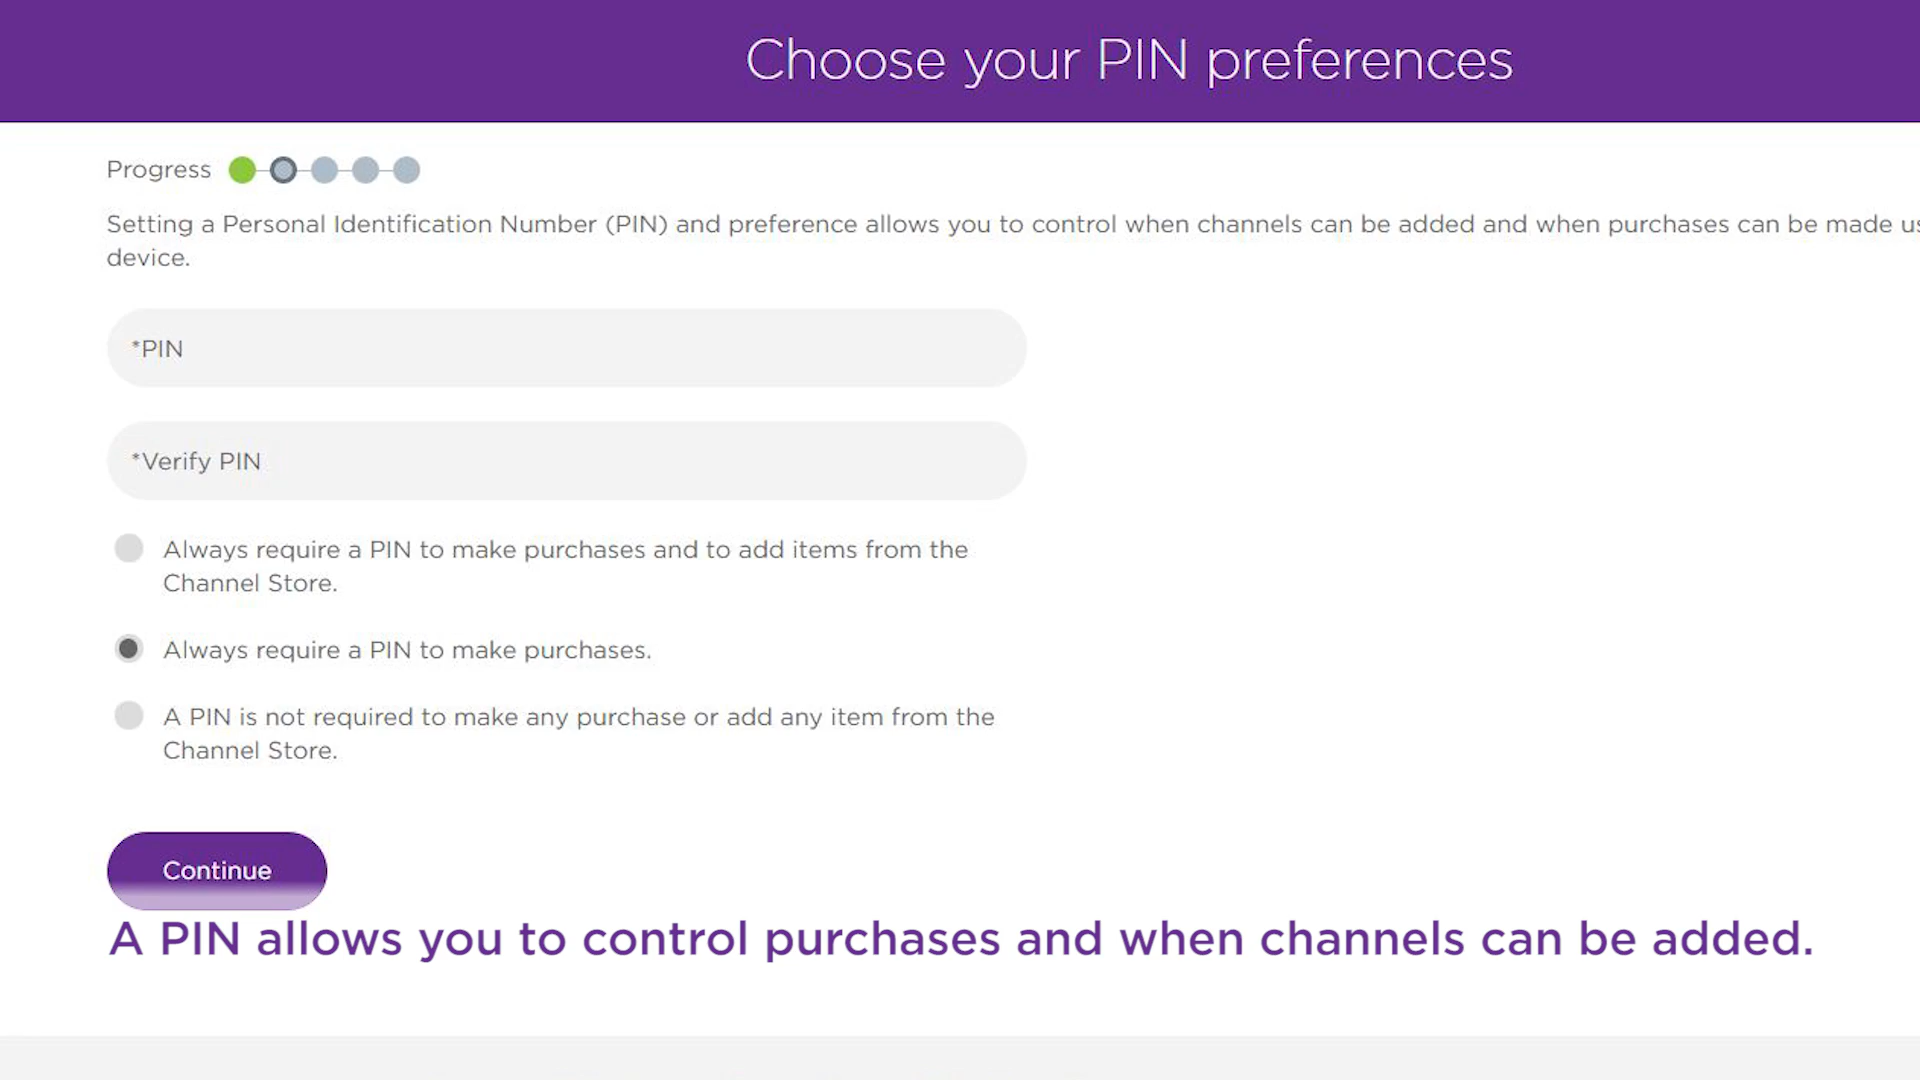 Choose your PIN preferences
Progress
Setting a Personal Identification Number (PIN) and preference allows you to control when channels can be added and when purchases can be made
device.
*PIN
*Verify PIN
Always require a PIN to make purchases and to add items from the
Channel Store.
Always require a PIN to make purchases.
A PIN is not required to make any purchase or add any item from the
Channel Store.
Continue
A PIN allows you to control purchases and when channels can be added.